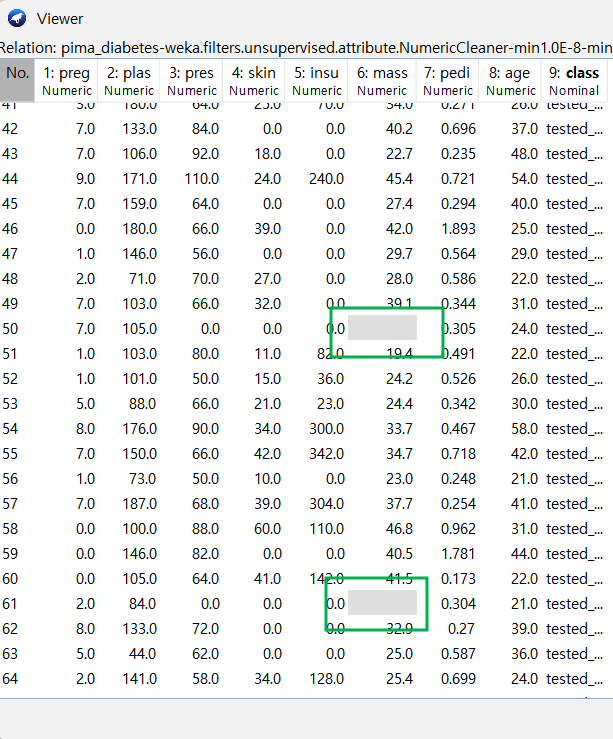 Viewer
Relation: pima_diabetes-weka.filters.unsupervised.attribute.NumericCleaner-min1.0E-8-min
No. 1: preg 2: plas 3: pres 4: skin 5: insu 6: mass 7: pedi 8: age 9: class
Numeric Numeric Numeric Numeric Numeric Numeric Numeric Numeric Nominal
41 5.0 180.0 64.0 25.0 70.0 34.0 0.271 26.0 tested_...
42 7.0 133.0 84.0 0.0 0.0 40.2 0.696 37.0 tested_...
43 7.0 106.0 92.0 18.0 0.0 22.7 0.235 48.0 tested_...
44 9.0 171.0 110.0 24.0 240.0 45.4 0.721 54.0 tested_...
45 7.0 159.0 64.0 0.0 0.0 27.4 0.294 40.0 tested_...
46 0.0 180.0 66.0 39.0 0.0 42.0 1.893 25.0 tested_...
47 1.0 146.0 56.0 0.0 0.0 29.7 0.564 29.0 tested_...
48 2.0 71.0 70.0 27.0 0.0 28.0 0.586 22.0 tested_...
49 7.0 103.0 66.0 32.0 0.0 39.1 0.344 31.0 tested_...
50 7.0 105.0 0.0 0.0 0.0 0.305 24.0 tested_...
51 1.0 103.0 80.0 11.0 82.0 19.4 0.491 22.0 tested_...
52 1.0 101.0 50.0 15.0 36.0 24.2 0.526 26.0 tested_...
53 5.0 88.0 66.0 21.0 23.0 24.4 0.342 30.0 tested_...
54 8.0 176.0 90.0 34.0 300.0 33.7 0.467 58.0 tested_...
55 7.0 150.0 66.0 42.0 342.0 34.7 0.718 42.0 tested_...
56 1.0 73.0 50.0 10.0 0.0 23.0 0.248 21.0 tested_...
57 7.0 187.0 68.0 39.0 304.0 37.7 0.254 41.0 tested_...
58 0.0 100.0 88.0 60.0 110.0 46.8 0.962 31.0 tested_...
59 0.0 146.0 82.0 0.0 0.0 40.5 1.781 44.0 tested_...
60 0.0 105.0 64.0 41.0 142.0 41.5 0.173 22.0 tested_...
61 2.0 84.0 0.0 0.0 0.0 0.304 21.0 tested_...
62 8.0 133.0 72.0 0.0 0.0 32.9 0.27 39.0 tested_...
63 5.0 44.0 62.0 0.0 0.0 25.0 0.587 36.0 tested_...
64 2.0 141.0 58.0 34.0 128.0 25.4 0.699 24.0 tested_...